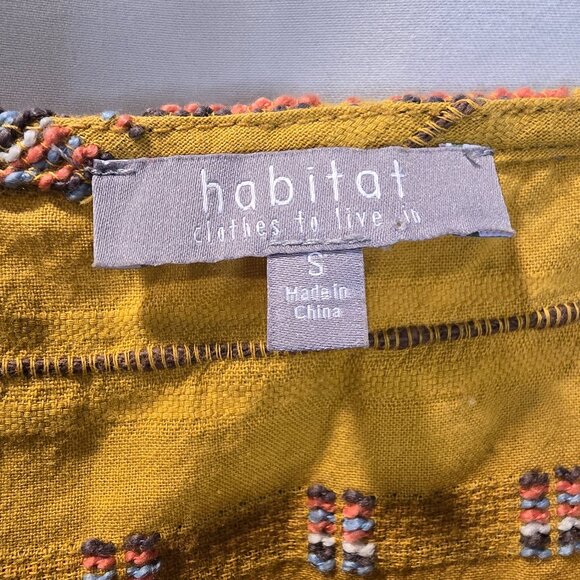 habitat
clothes to live in
S
Made in
China